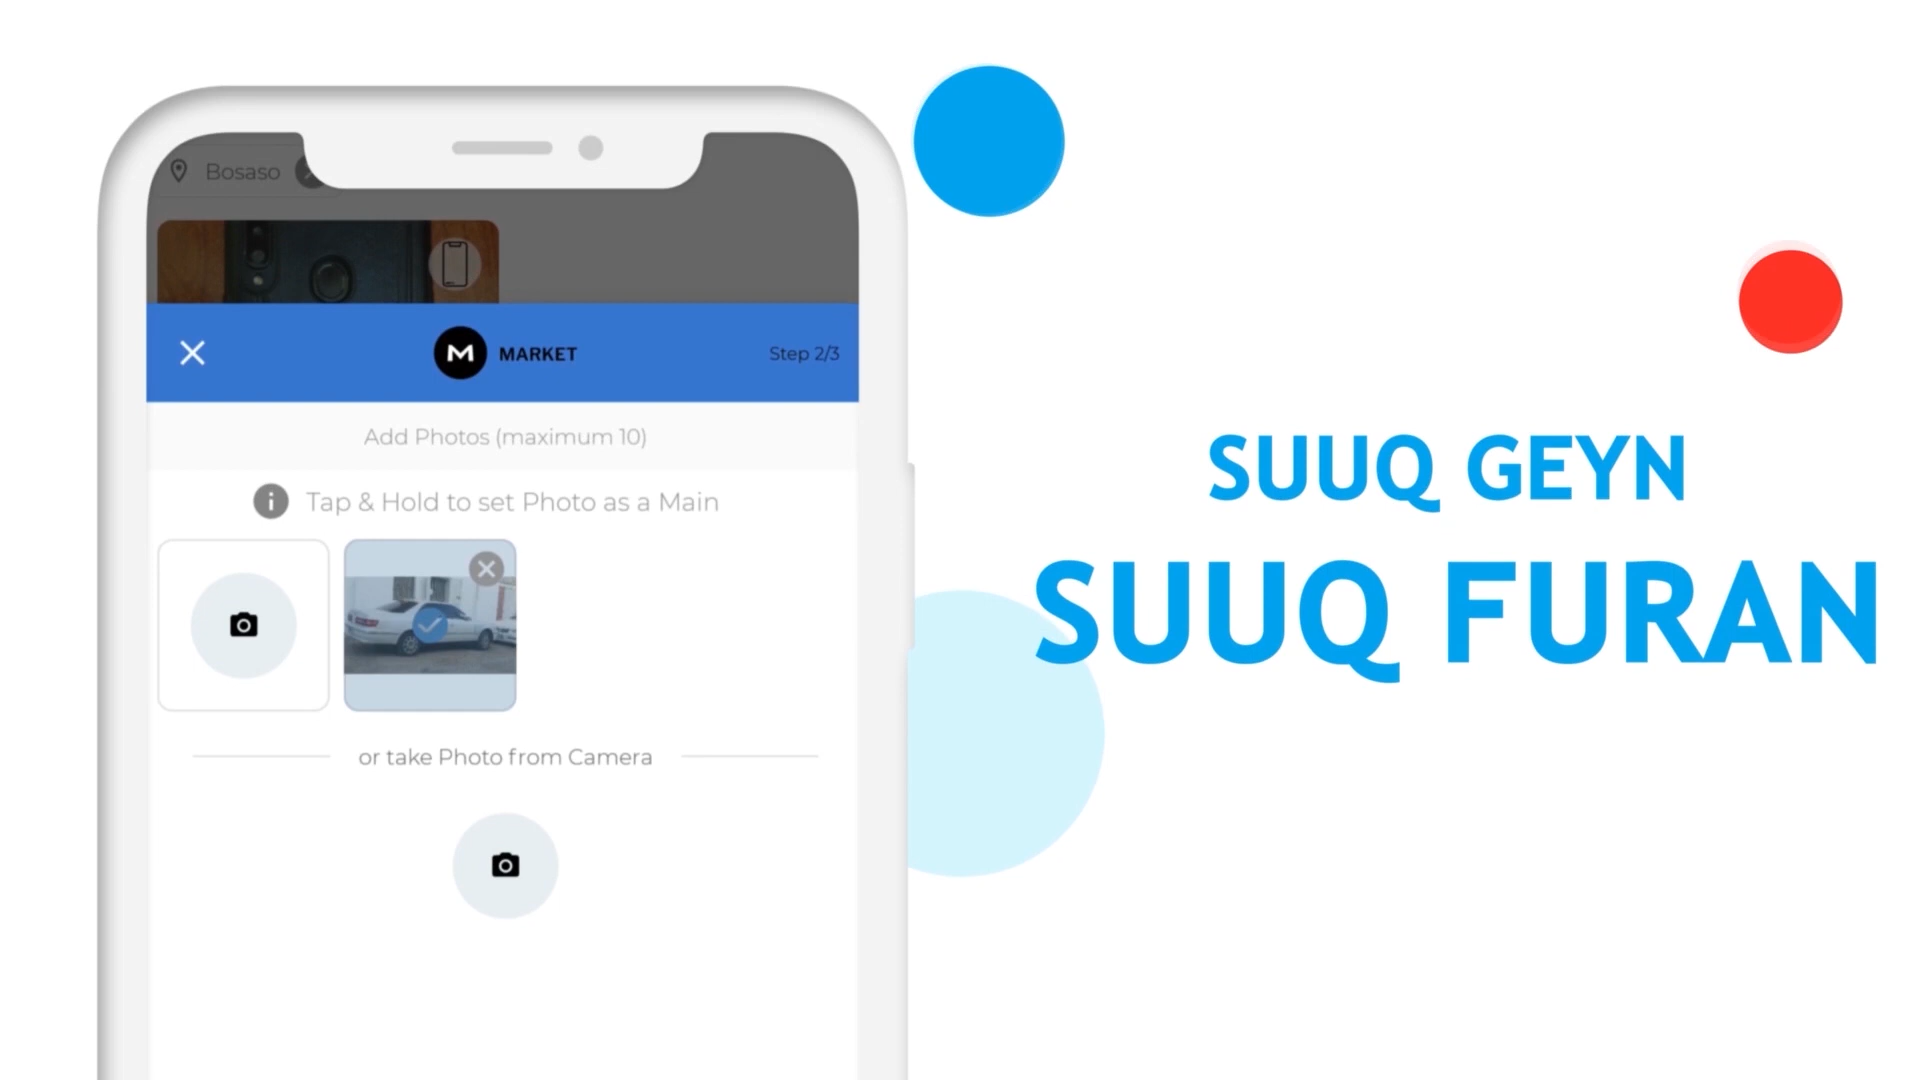 Bosaso
M MARKET
Step 2/3
Add Photos (maximum 10)
Tap & Hold to set Photo as a Main
or take Photo from Camera
SUUQ GEYN
SUUQ FURAN